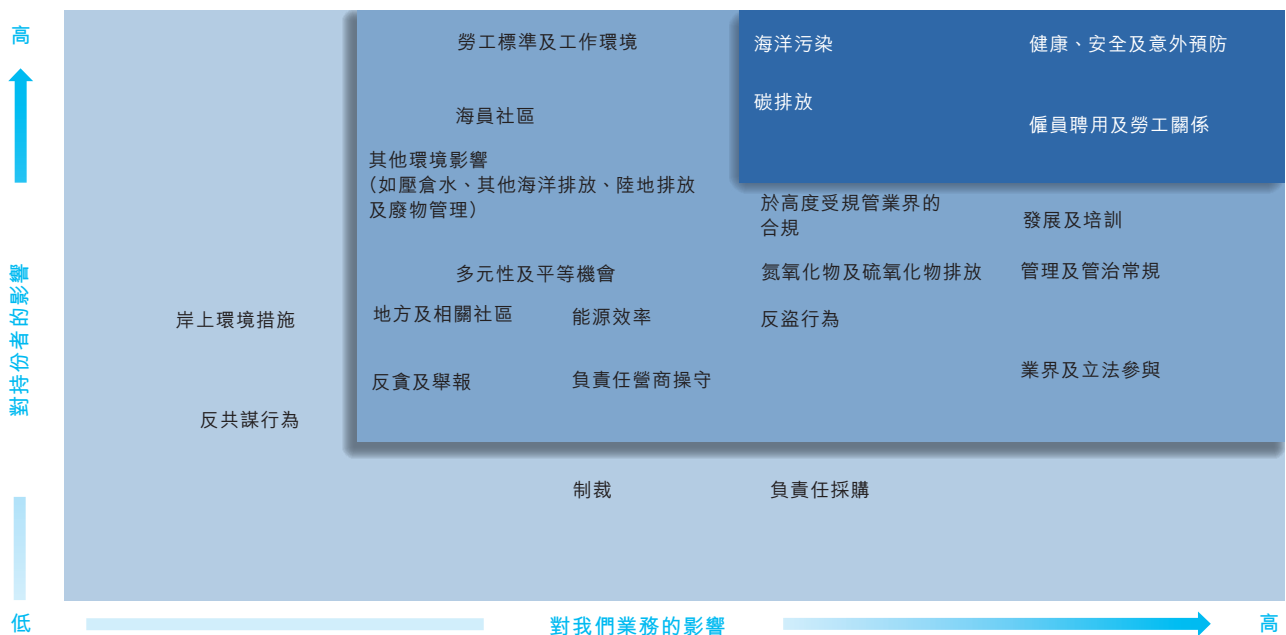 高
勞工標準及工作環境
海洋污染
健康、安全及意外預防
碳排放
海員社區
僱員聘用及勞工關係
其他環境影響
(如壓倉水、其他海洋排放、陸地排放
及廢物管理)
於高度受規管業界的
合規
發展及培訓
多元性及平等機會
氮氧化物及硫氧化物排放
管理及管治常規
對持份者的影響
岸上環境措施
地方及相關社區
能源效率
反盜行為
反貪及舉報
負責任營商操守
業界及立法參與
反共謀行為
制裁
負責任採購
低
對我們業務的影響
高